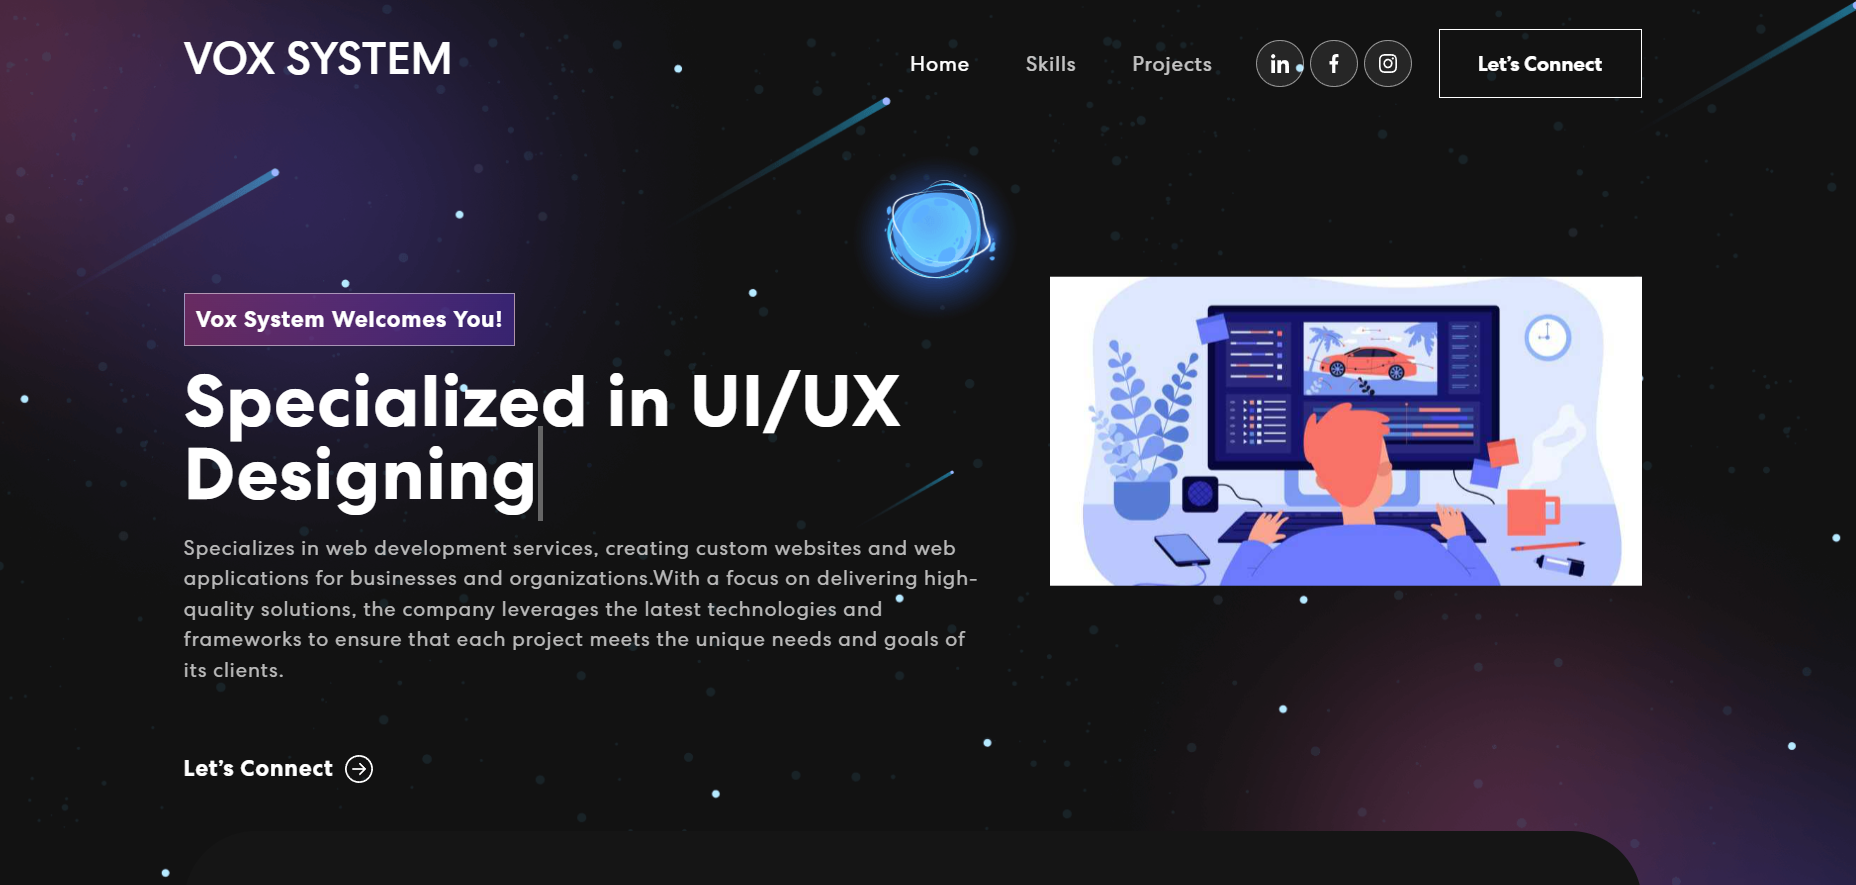 VOX SYSTEM
Home
Skills
Projects
in
f
Let's Connect
Vox System Welcomes You!
Specialized in UI/UX
Designing
Specializes in web development services, creating custom websites and web
applications for businesses and organizations.With a focus on delivering high-
quality solutions, the company leverages the latest technologies and
frameworks to ensure that each project meets the unique needs and goals of
its clients.
Let's Connect